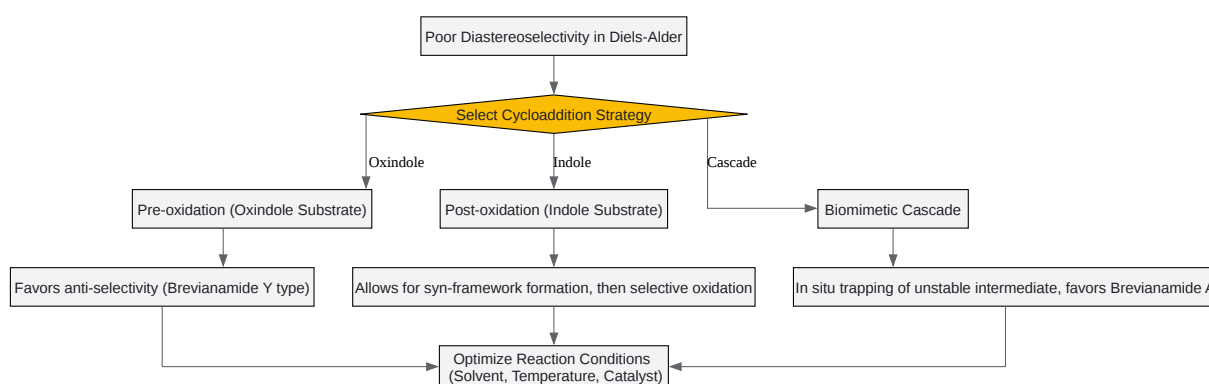 Poor Diastereoselectivity in Diels-Alder
Select Cycloaddition Strategy
Oxindole
Indole
Cascade
Pre-oxidation (Oxindole Substrate)
Post-oxidation (Indole Substrate)
Biomimetic Cascade
Favors anti-selectivity (Brevianamide Y type)
Allows for syn-framework formation, then selective oxidation
In situ trapping of unstable intermediate, favors Brevianamide A
Optimize Reaction Conditions
(Solvent, Temperature, Catalyst)